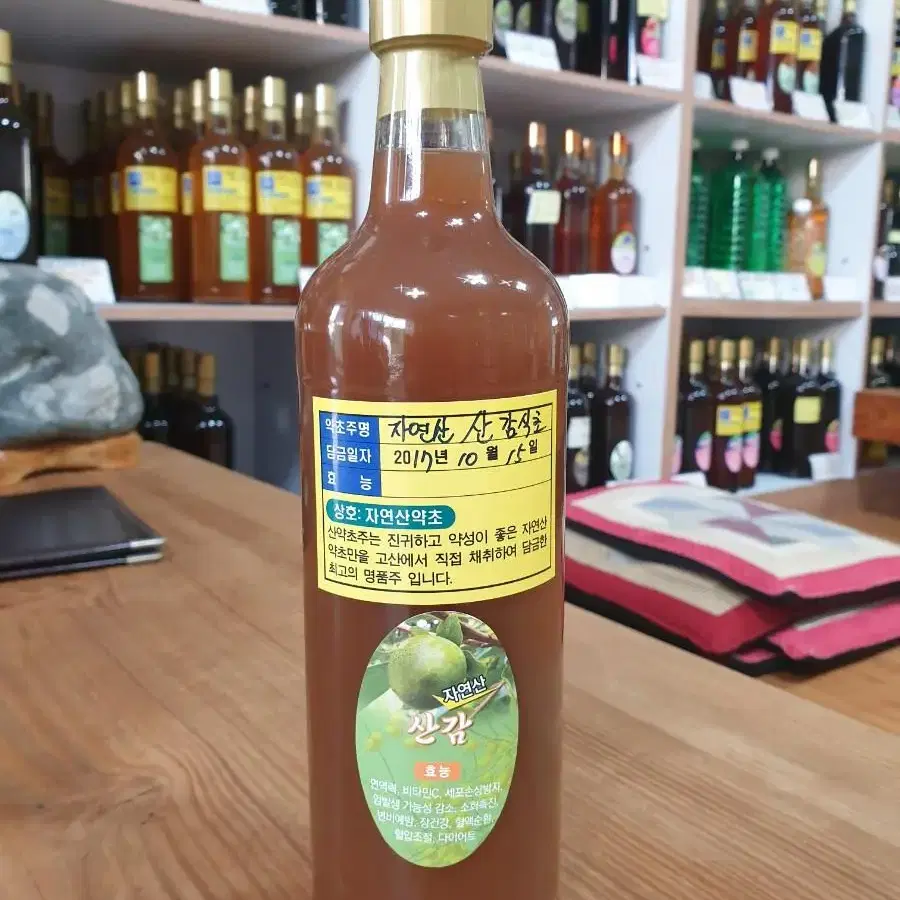 약초주명 자연산 산 감식초
담금일자 2017년 10월 15일
효 능
상호: 자연산약초
산약초주는 진귀하고 약성이 좋은 자연산
약초만을 고산에서 직접 채취하여 담금한
최고의 명품주 입니다.
자연산
산감
효능
면역력, 비타민C, 세포손상방지,
암발생 가능성 감소, 소화촉진,
변비예방, 장건강, 혈액순환,
혈압조절, 다이어트